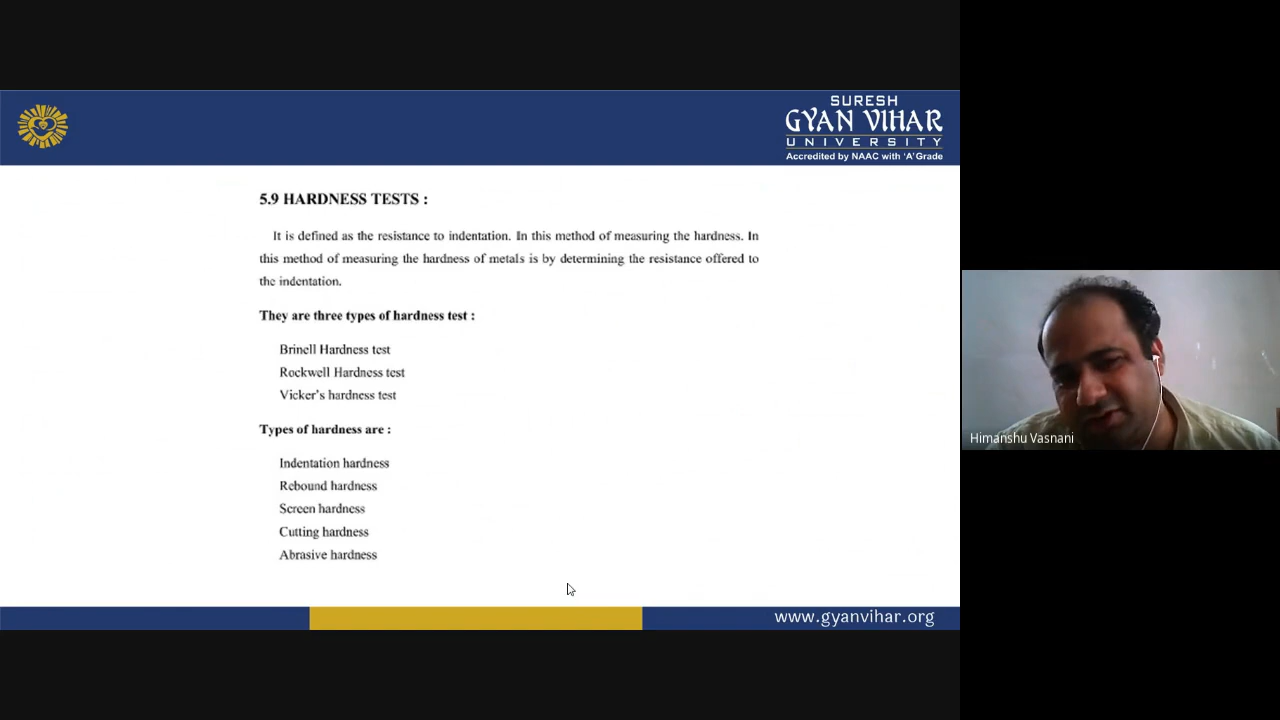 SURESH
GYAN VIHAR
UNIVERSITY
Accredited by NAAC with 'A' Grade
5.9 HARDNESS TESTS :
It is defined as the resistance to indentation. In this method of measuring the hardness. In
this method of measuring the hardness of metals is by determining the resistance offered to
the indentation.
They are three types of hardness test :
Brinell Hardness test
Rockwell Hardness test
Vicker's hardness test
Types of hardness are :
Indentation hardness
Rebound hardness
Screen hardness
Cutting hardness
Abrasive hardness
Himanshu Vasnani
www.gyanvihar.org